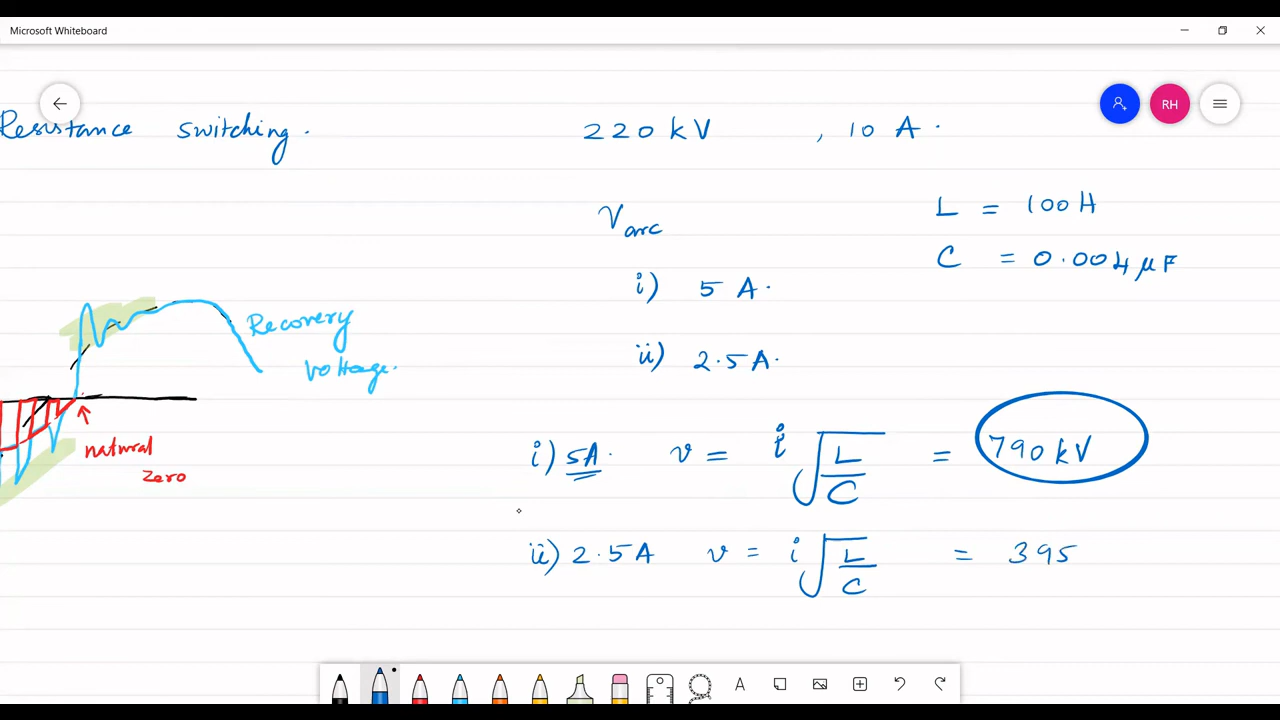 Microsoft Whiteboard
RH
Resistance switching.
220 kV , 10 A.
L = 100H
C = 0.004 μF
Varc
i) 5 A.
ii) 2.5 A.
Recovery
voltage.
natural
zero
i) 5A. v = i √L/C = 790 kV
ii) 2.5 A v = i √L/C = 395
A